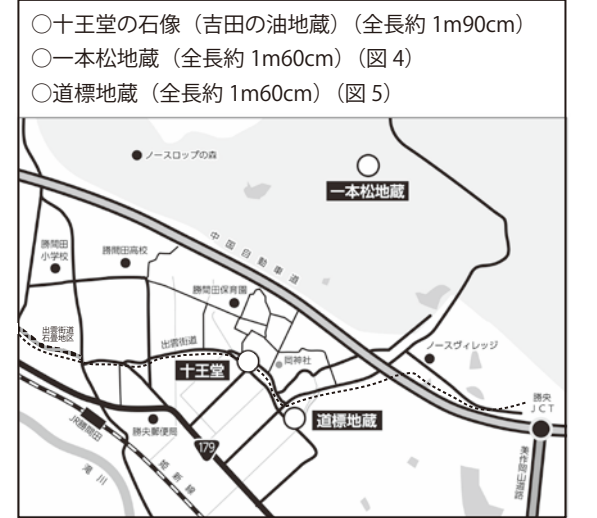 ○十王堂の石像（吉田の油地蔵）（全長約 1m90cm）
○一本松地蔵（全長約 1m60cm）（図 4）
○道標地蔵（全長約 1m60cm）（図 5）
ノースロップの森
一本松地蔵
中国自動車道
勝間田
小学校
勝間田高校
勝間田保育園
出雲街道
石畳地区
出雲街道
岡神社
ノースヴィレッジ
十王堂
道標地蔵
勝央
JCT
勝央郵便局
JR勝間田
179
姫新線
滝川
美作岡山道路